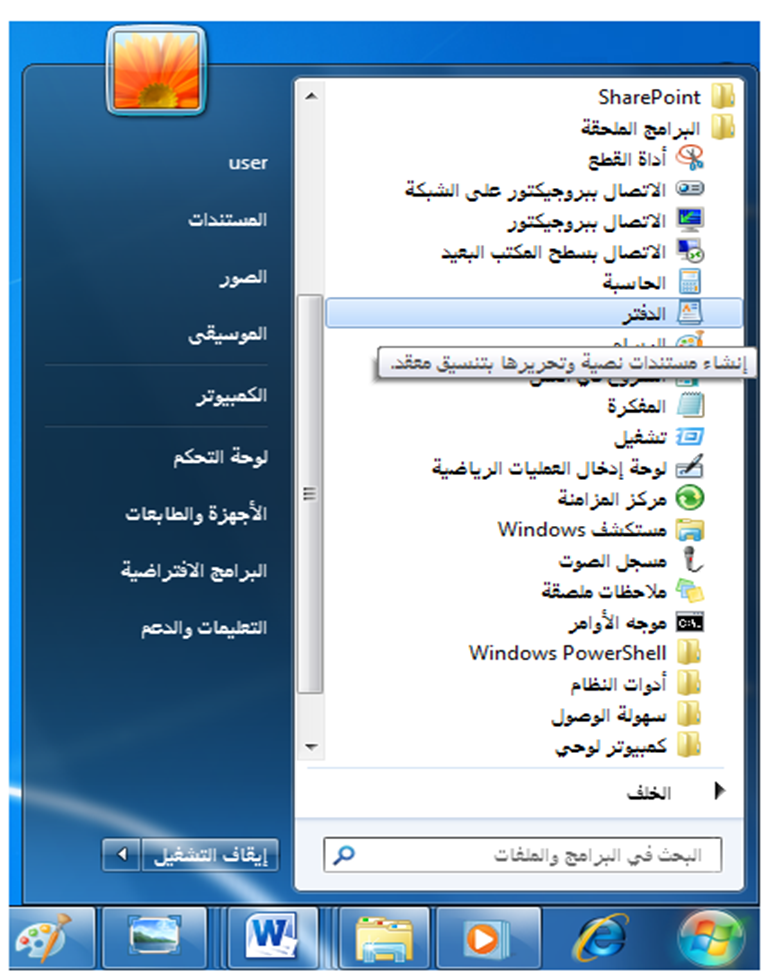 SharePoint
البرامج الملحقة
أداة القطع
الاتصال ببروجيكتور على الشبكة
الاتصال ببروجيكتور
الاتصال بسطح المكتب البعيد
الحاسبة
الدفتر
إنشاء مستندات نصية وتحريرها بتنسيق معقد.
المفكرة
تشغيل
لوحة إدخال العمليات الرياضية
مركز المزامنة
مستكشف Windows
مسجل الصوت
ملاحظات ملصقة
موجه الأوامر
Windows PowerShell
أدوات النظام
سهولة الوصول
كمبيوتر لوحي
الخلف
البحث في البرامج والملفات
user
المستندات
الصور
الموسيقى
الكمبيوتر
لوحة التحكم
الأجهزة والطابعات
البرامج الافتراضية
التعليمات والدعم
إيقاف التشغيل